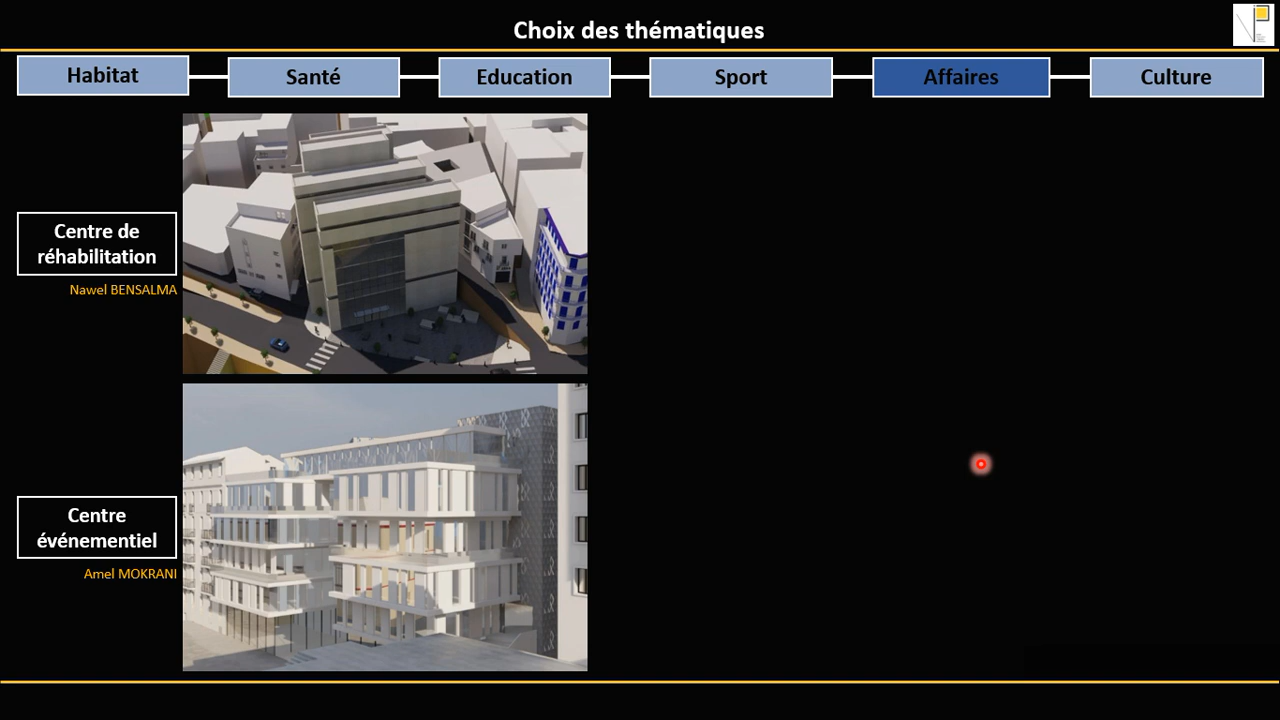 Choix des thématiques
Habitat
Santé
Education
Sport
Affaires
Culture
Centre de
réhabilitation
Nawel BENSALMA
Centre
événementiel
Amel MOKRANI